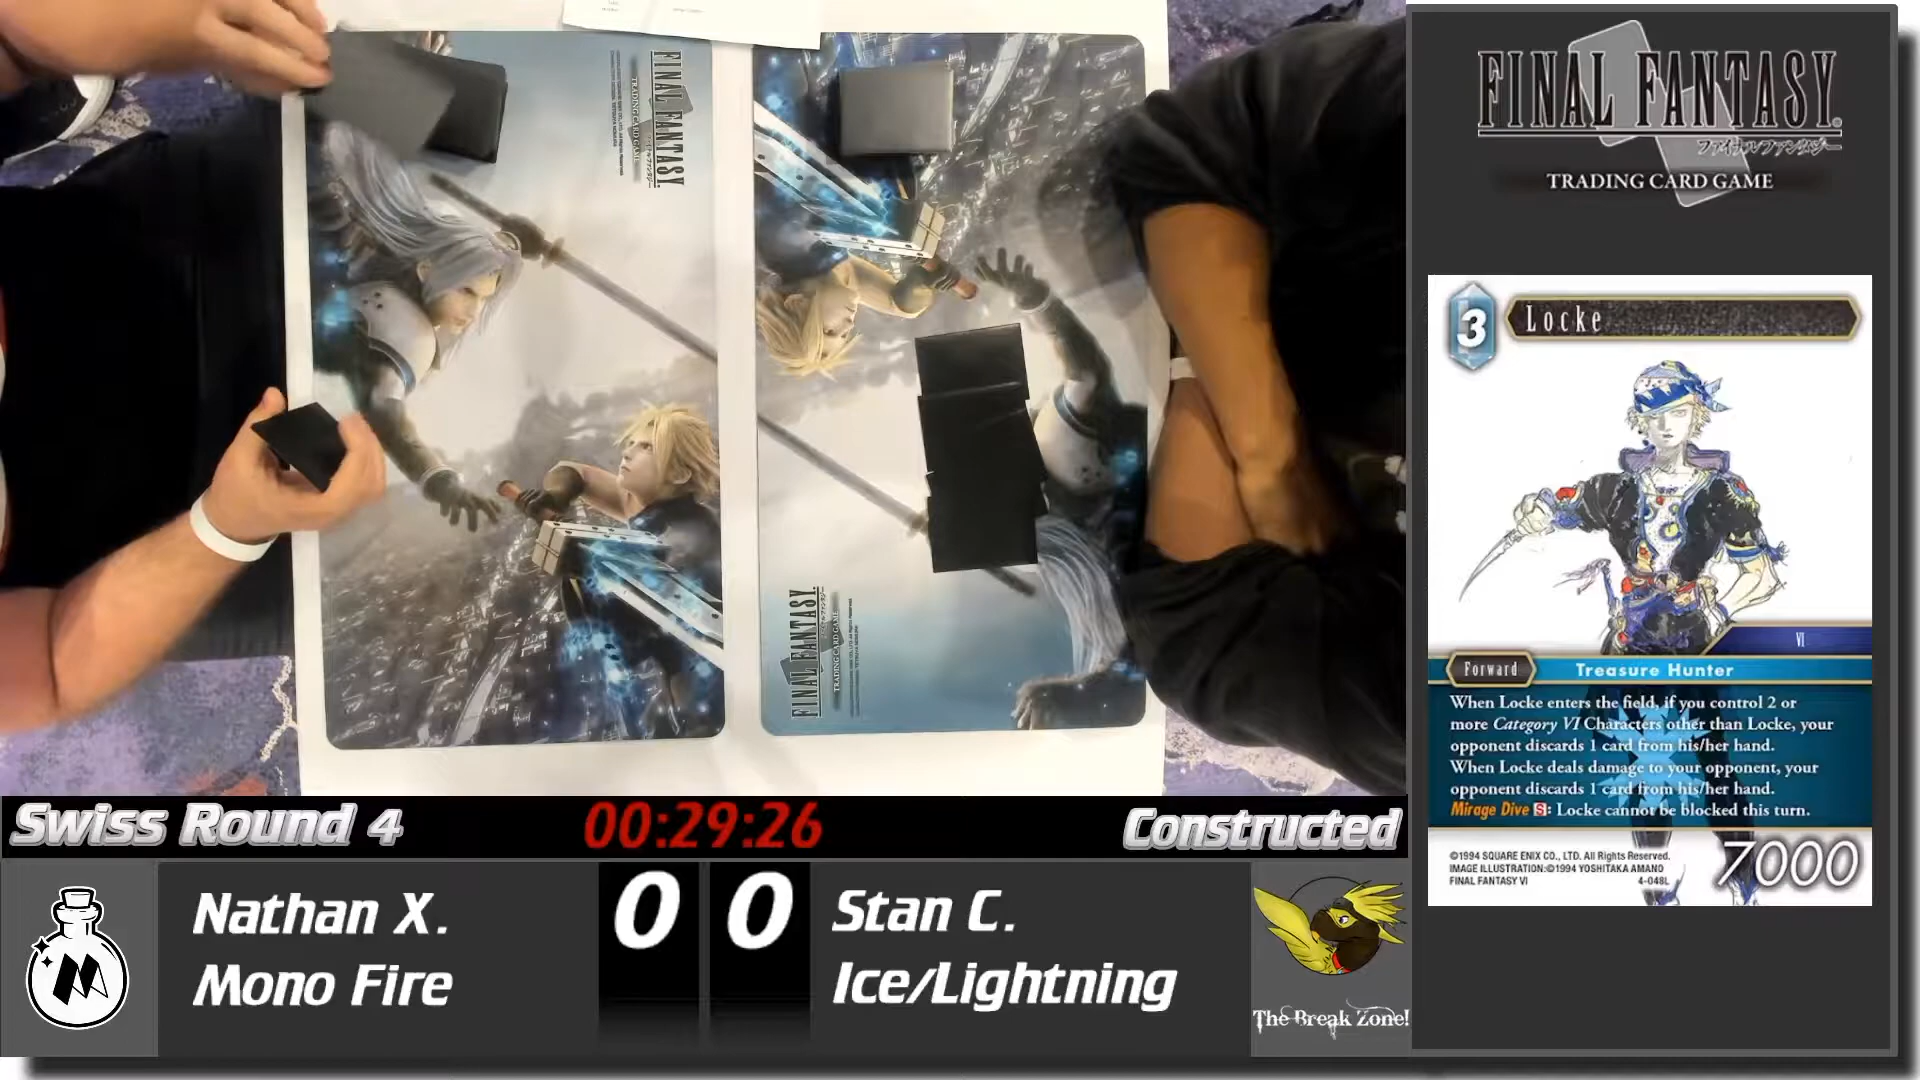 FINAL FANTASY
TRADING CARD GAME
FINAL FANTASY
TRADING CARD GAME
FINAL FANTASY
ファイナルファンタジー
TRADING CARD GAME
3
Locke
VI
Forward
Treasure Hunter
When Locke enters the field, if you control 2 or
more Category VI Characters other than Locke, your
opponent discards 1 card from his/her hand.
When Locke deals damage to your opponent, your
opponent discards 1 card from his/her hand.
Mirage Dive S: Locke cannot be blocked this turn.
©1994 SQUARE ENIX CO., LTD. All Rights Reserved.
IMAGE ILLUSTRATION:©1994 YOSHITAKA AMANO
FINAL FANTASY VI
4-048L
7000
Swiss Round 4
00:29:26
Constructed
Nathan X.
Mono Fire
0 0
Stan C.
Ice/Lightning
M
The Break Zone!